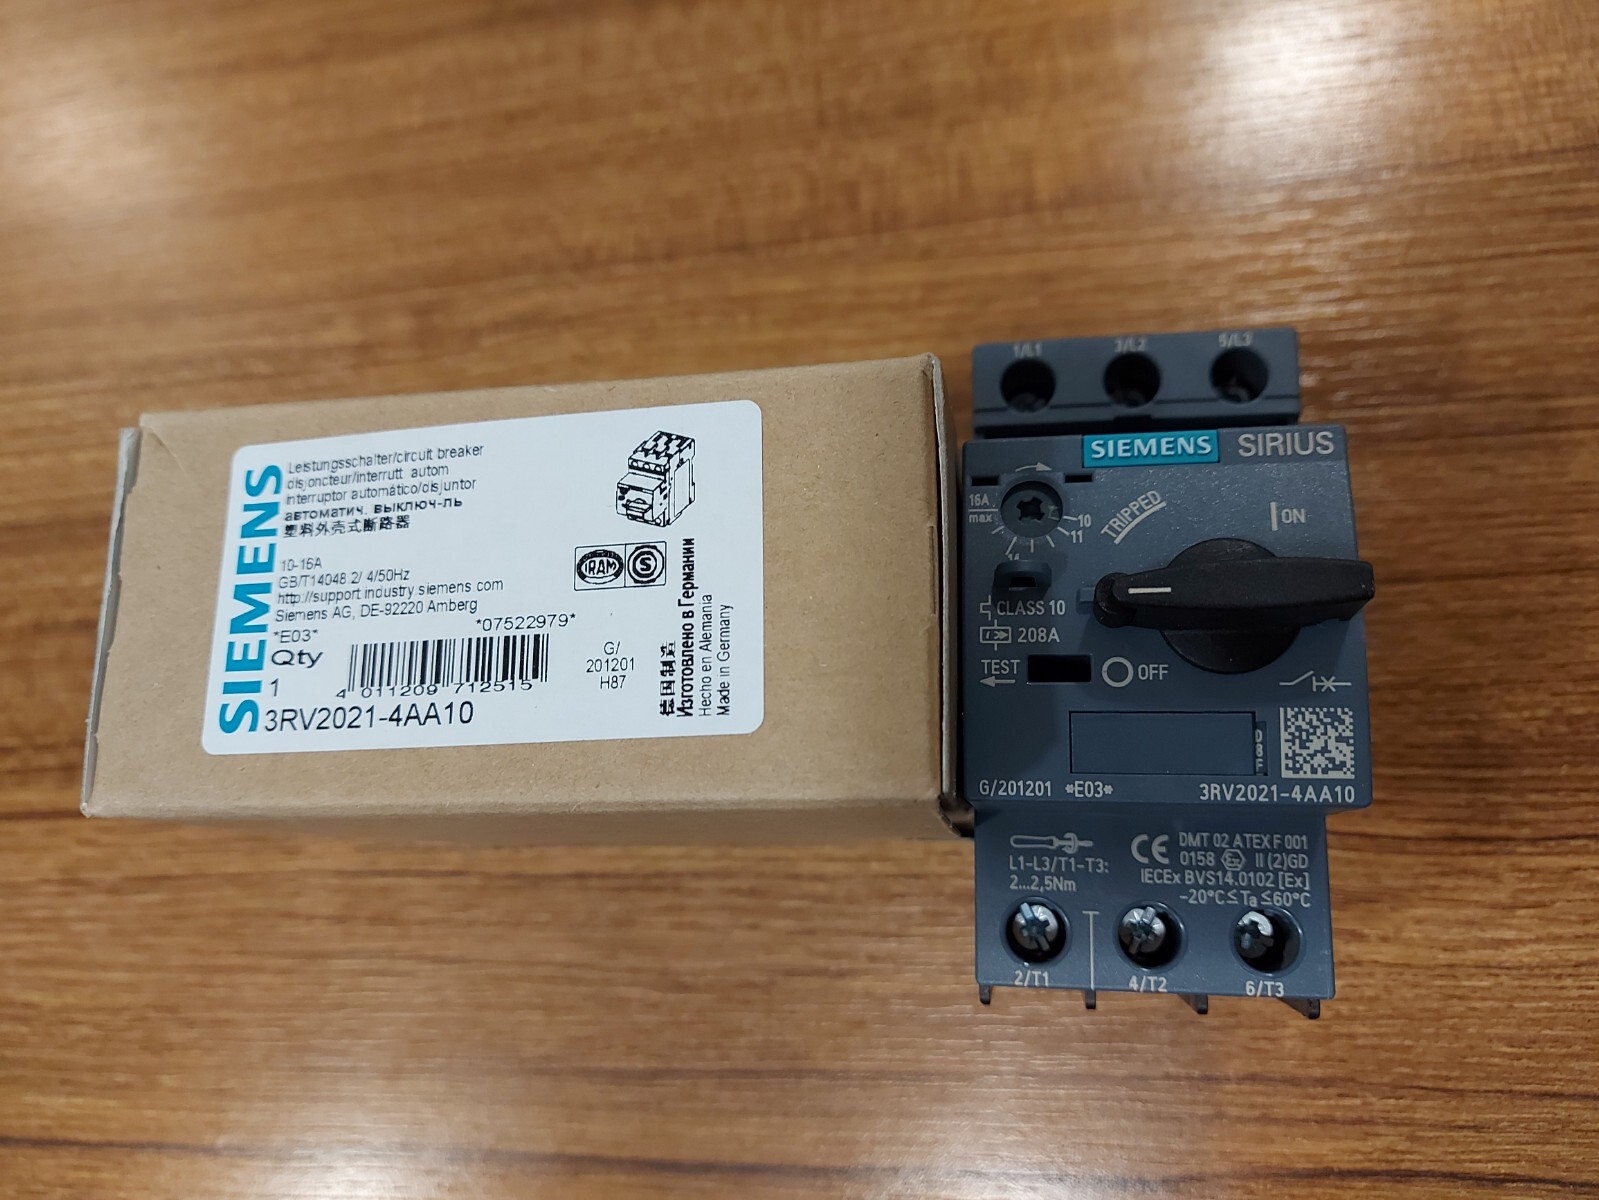 SIEMENS
Leistungsschalter/circuit breaker
disjoncteur/interrutt. autom
interruptor automático/disjuntor
автоматич. выключ-ль
塑料外壳式断路器
10-16A
GB/T14048.2/ 4/50Hz
http://support.industry.siemens.com
Siemens AG, DE-92220 Amberg
*E03*
*07522979*
Qty
1
4 011209 712515
3RV2021-4AA10
G/
201201
H87
IRAM
S
德国制造
Изготовлено в Германии
Hecho en Alemania
Made in Germany
1/L1 3/L2 5/L3
SIEMENS SIRIUS
16A
max
10
11
14
TRIPPED
ON
CLASS 10
208A
TEST
OFF
08F
G/201201 *E03* 3RV2021-4AA10
L1-L3/T1-T3:
2...2,5Nm
CE DMT 02 ATEX F 001
0158 Ex II (2)GD
IECEx BVS14.0102 [Ex]
-20°C≤Ta≤60°C
2/T1 4/T2 6/T3